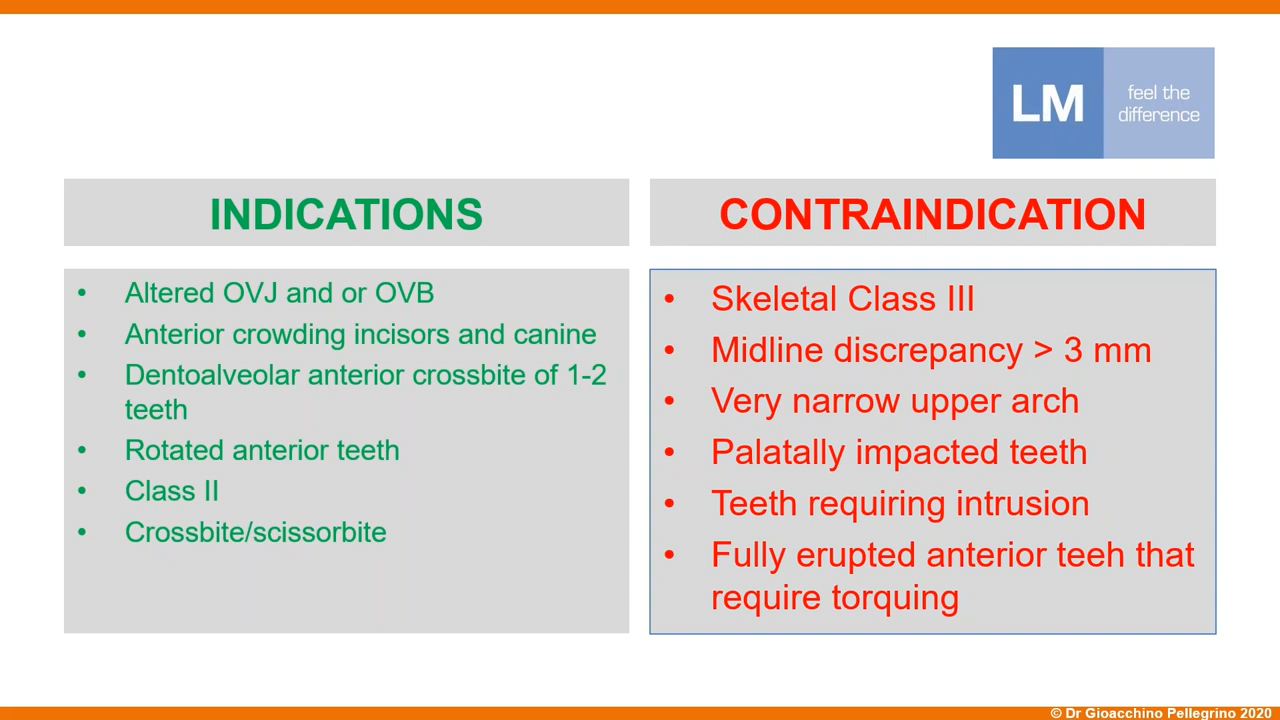 LM
feel the
difference
INDICATIONS
• Altered OVJ and or OVB
• Anterior crowding incisors and canine
• Dentoalveolar anterior crossbite of 1-2
teeth
• Rotated anterior teeth
• Class II
• Crossbite/scissorbite
CONTRAINDICATION
• Skeletal Class III
• Midline discrepancy > 3 mm
• Very narrow upper arch
• Palatally impacted teeth
• Teeth requiring intrusion
• Fully erupted anterior teeh that
require torquing
© Dr Gioacchino Pellegrino 2020